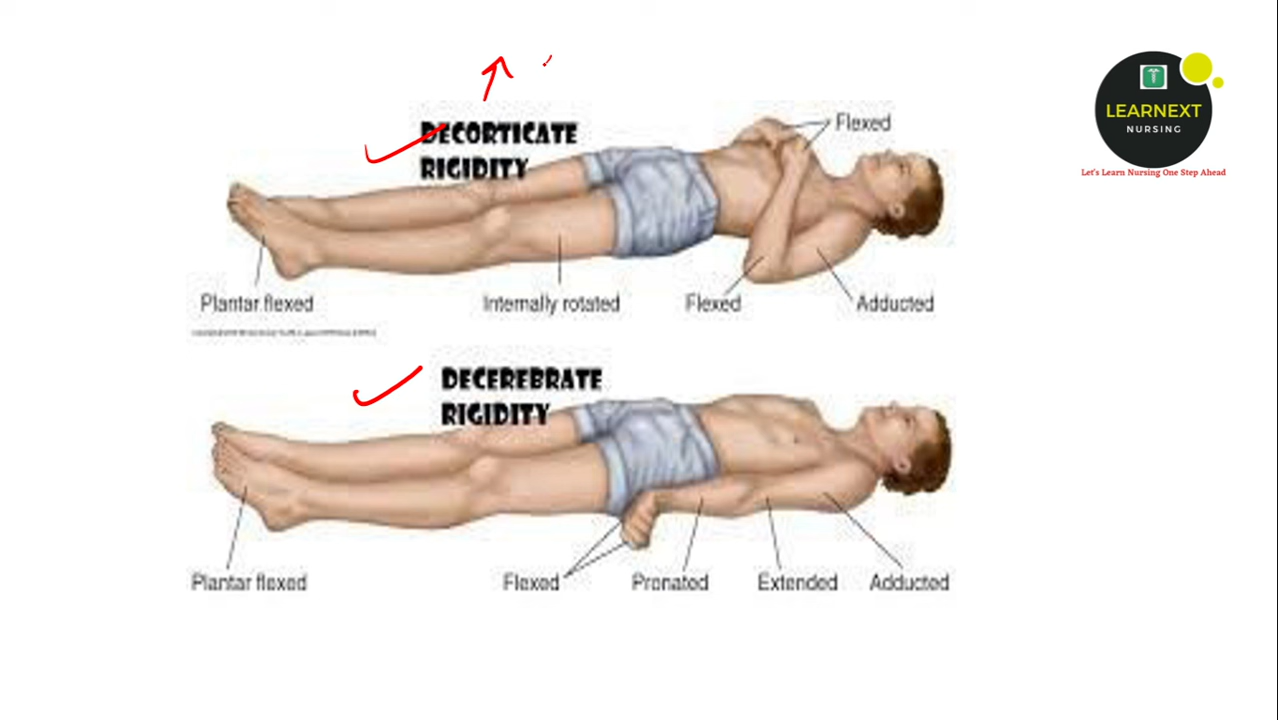 DECORTICATE
RIGIDITY
Flexed
Plantar flexed
Internally rotated
Flexed
Adducted
DECEREBRATE
RIGIDITY
Plantar flexed
Flexed
Pronated
Extended
Adducted
LEARNEXT
NURSING
Let's Learn Nursing One Step Ahead